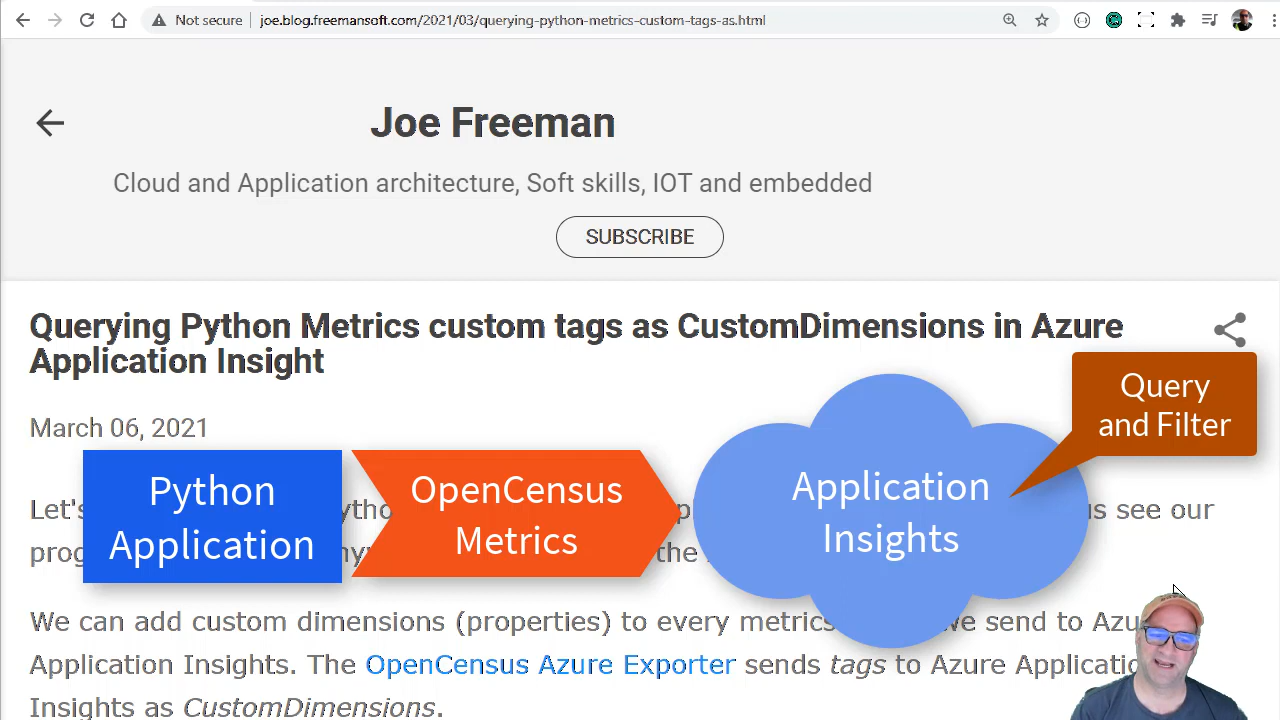 Not secure
joe.blog.freemansoft.com/2021/03/querying-python-metrics-custom-tags-as.html
Joe Freeman
Cloud and Application architecture, Soft skills, IOT and embedded
SUBSCRIBE
Querying Python Metrics custom tags as CustomDimensions in Azure
Application Insight
March 06, 2021
Query
and Filter
Python
Application
OpenCensus
Metrics
Application
Insights
Let's us see our
the
We can add custom dimensions (properties) to every metrics we send to
Application Insights. The OpenCensus Azure Exporter sends tags to Azure
Insights as CustomDimensions.